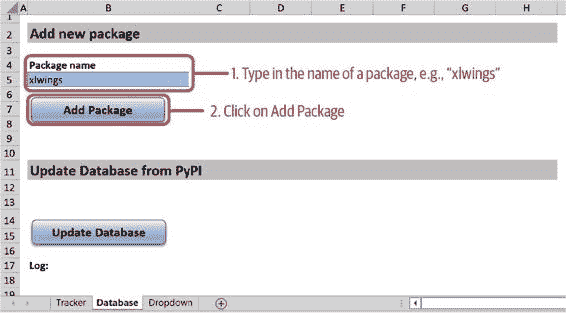 A B C D E F G H
1
2 Add new package
3
4 Package name
5 xlwings
1. Type in the name of a package, e.g., “xlwings”
6
7 Add Package
2. Click on Add Package
8
9
10
11 Update Database from PyPI
12
13
14
15 Update Database
16
17 Log:
18
19
Tracker Database Dropdown